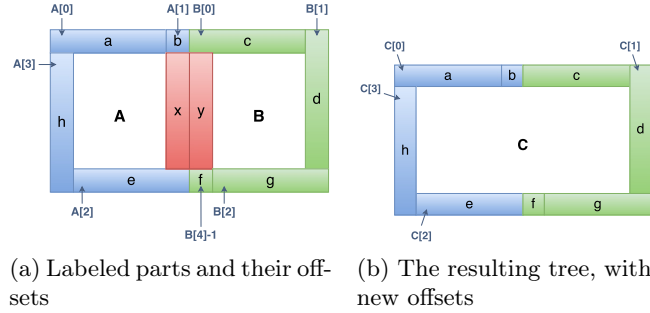 A[0] A[1] B[0] B[1]
a b c
A[3]
h A x y B d
e f g
A[2] B[2]
B[4]-1
(a) Labeled parts and their off-
sets
C[0] C[1]
a b c
C[3]
h C d
e f g
C[2]
(b) The resulting tree, with
new offsets